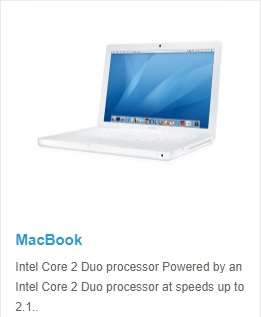 MacBook
Intel Core 2 Duo processor Powered by an
Intel Core 2 Duo processor at speeds up to
2.1..